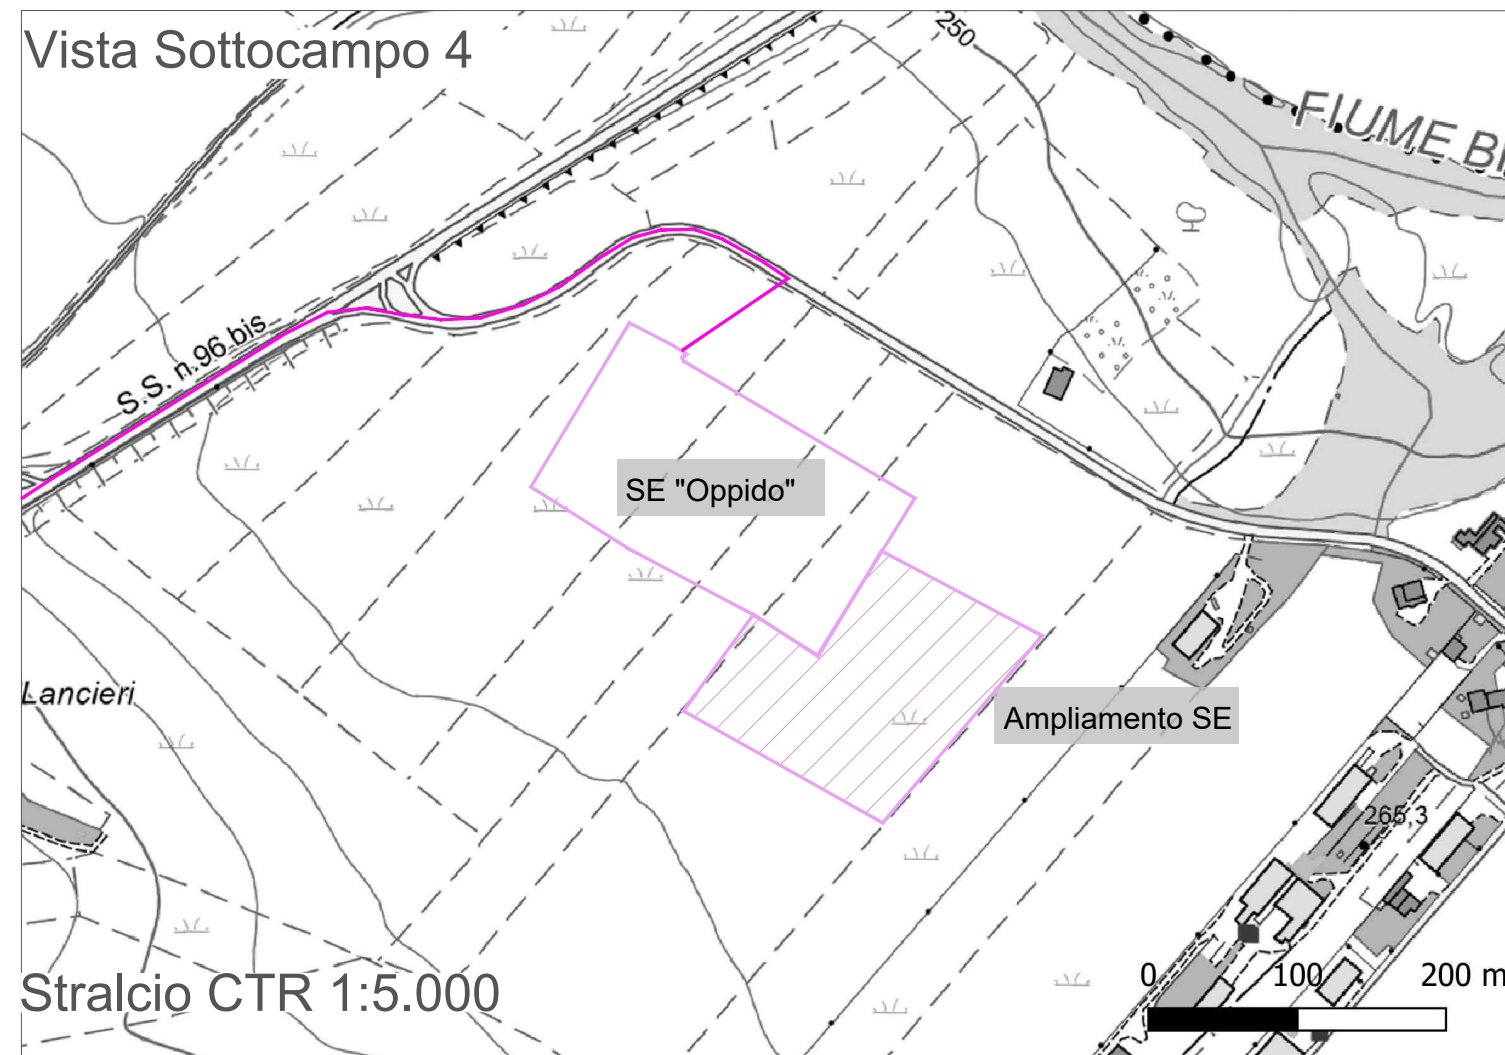 Vista Sottocampo 4
250
FIUME
S.S. n.96 bis
SE "Oppido"
Lancieri
Ampliamento SE
265,3
Stralcio CTR 1:5.000
0 100 200 m